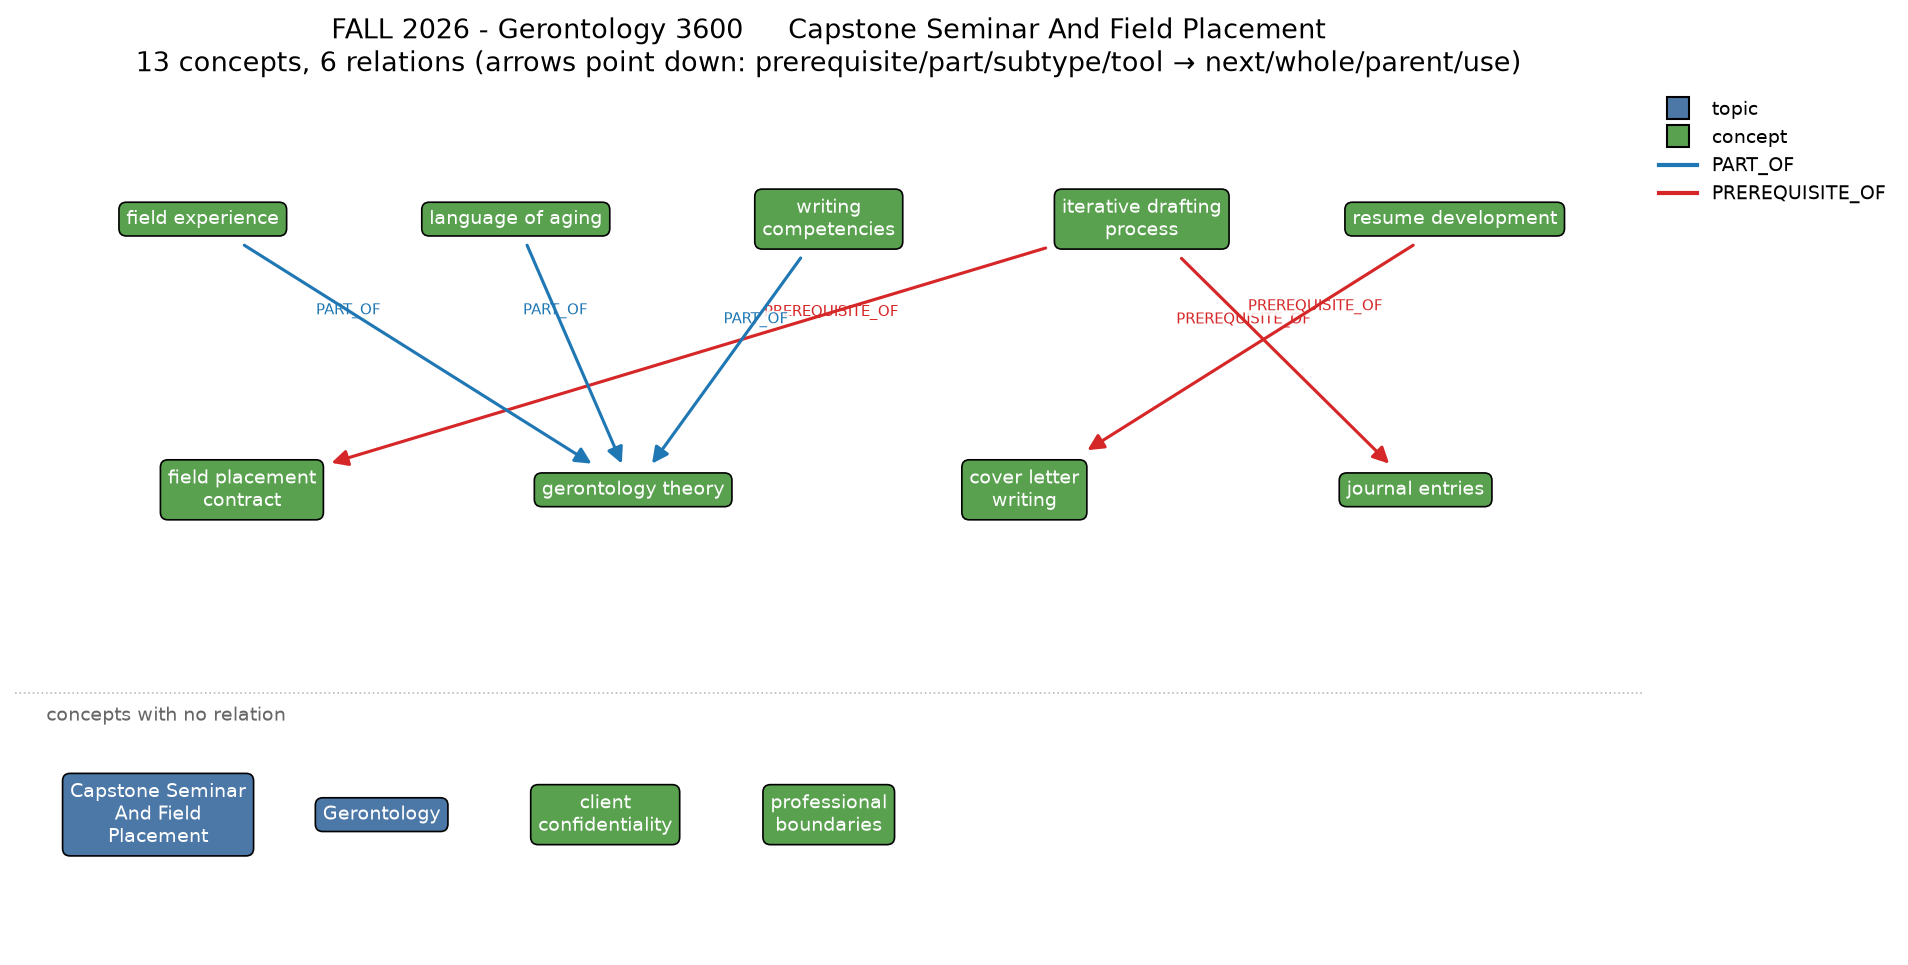 FALL 2026 - Gerontology 3600     Capstone Seminar And Field Placement
13 concepts, 6 relations (arrows point down: prerequisite/part/subtype/tool → next/whole/parent/use)
topic
concept
PART_OF
PREREQUISITE_OF
field experience
language of aging
writing
competencies
iterative drafting
process
resume development
PART_OF
PART_OF
PART_OF
PREREQUISITE_OF
PREREQUISITE_OF
PREREQUISITE_OF
field placement
contract
gerontology theory
cover letter
writing
journal entries
concepts with no relation
Capstone Seminar
And Field
Placement
Gerontology
client
confidentiality
professional
boundaries